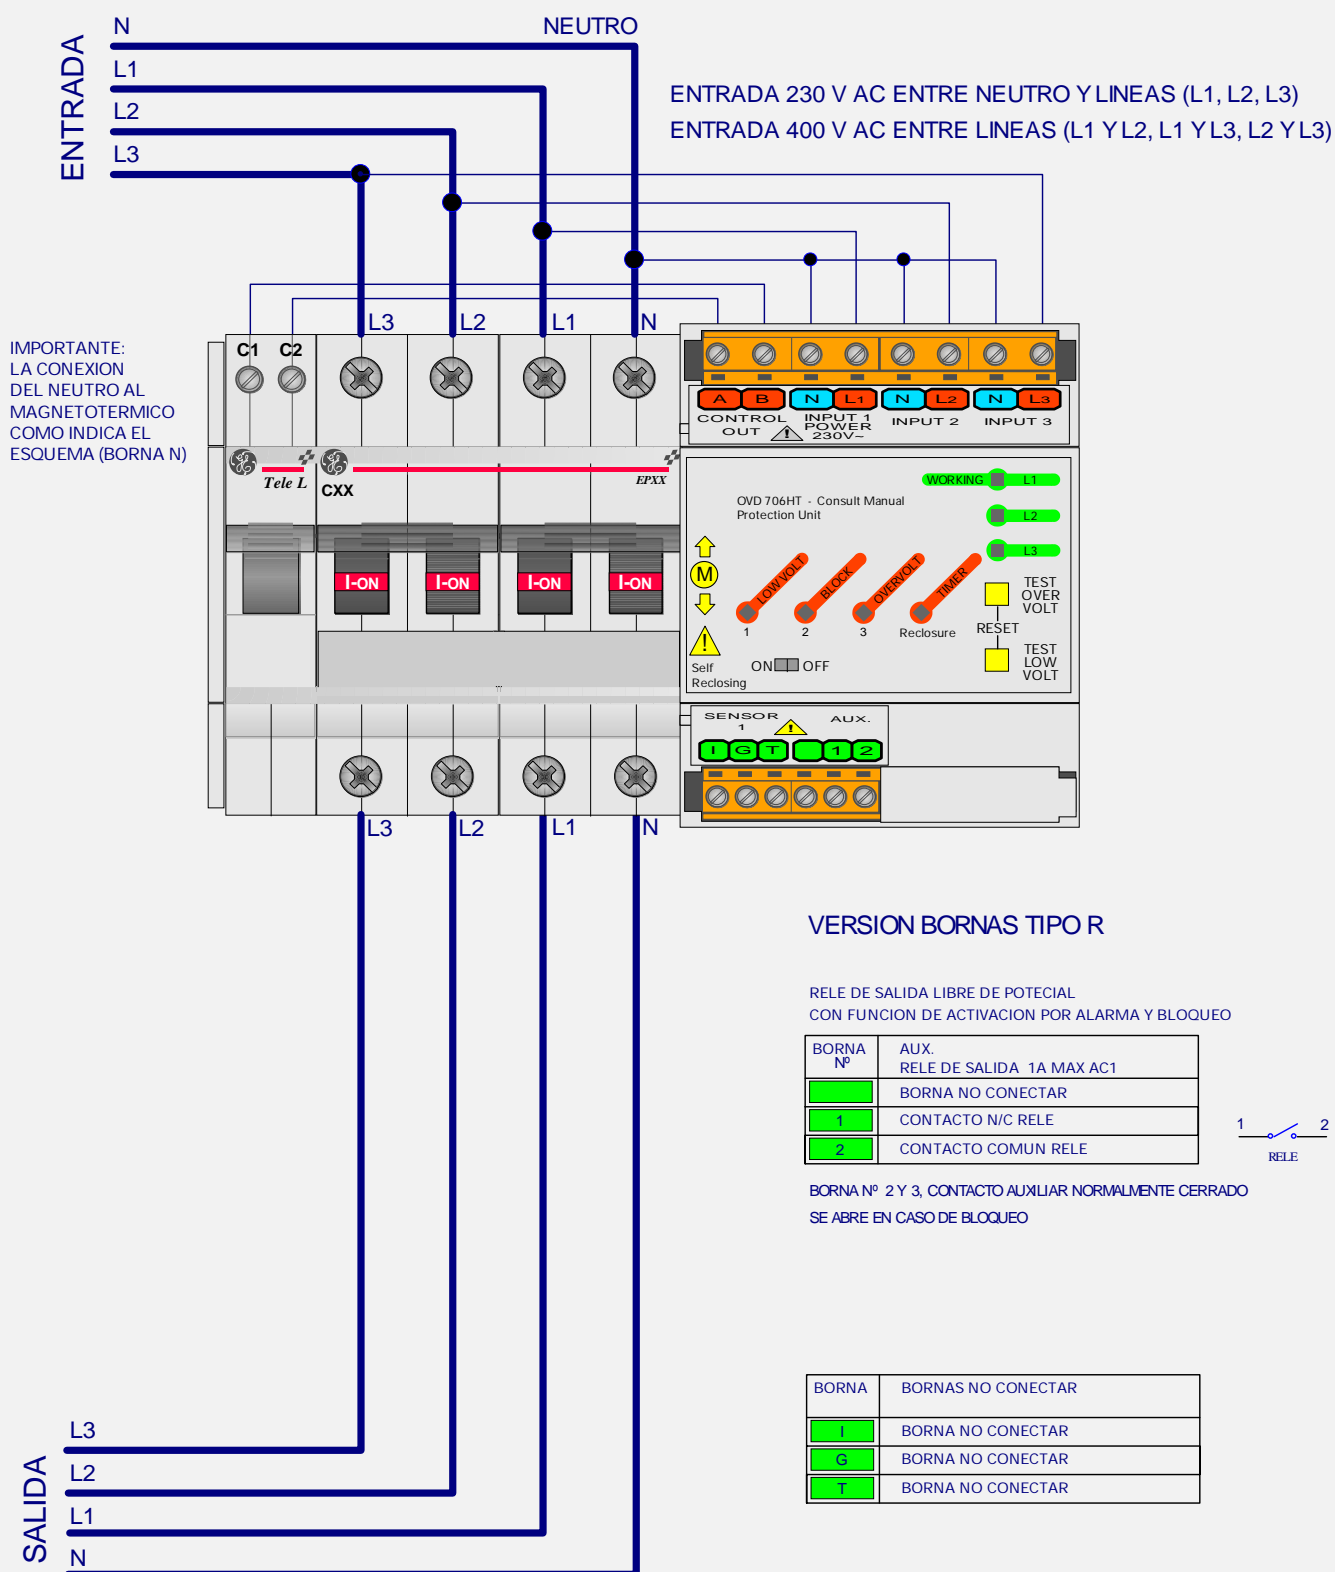 ENTRADA
N
NEUTRO
L1
L2
L3
ENTRADA 230 V AC ENTRE NEUTRO Y LINEAS (L1, L2, L3)
ENTRADA 400 V AC ENTRE LINEAS (L1 Y L2, L1 Y L3, L2 Y L3)
L3
L2
L1
N
IMPORTANTE:
LA CONEXION
DEL NEUTRO AL
MAGNETOTERMICO
COMO INDICA EL
ESQUEMA (BORNA N)
C1
C2
A
B
N
L1
N
L2
N
L3
CONTROL
OUT
INPUT 1
POWER
230V~
INPUT 2
INPUT 3
Tele L
CXX
EPXX
I-ON
I-ON
I-ON
I-ON
OVD 706HT - Consult Manual
Protection Unit
WORKING
L1
L2
L3
M
LOW VOLT
BLOCK
OVERVOLT
TIMER
1
2
3
Reclosure
TEST
OVER
VOLT
RESET
TEST
LOW
VOLT
!
Self
Reclosing
ON
OFF
SENSOR
1
!
AUX.
I
G
T
1
2
L3
L2
L1
N
VERSION BORNAS TIPO R
RELE DE SALIDA LIBRE DE POTECIAL
CON FUNCION DE ACTIVACION POR ALARMA Y BLOQUEO
BORNA
Nº
AUX.
RELE DE SALIDA 1A MAX AC1
BORNA NO CONECTAR
1
CONTACTO N/C RELE
2
CONTACTO COMUN RELE
1
2
RELE
BORNA Nº 2 Y 3, CONTACTO AUXILIAR NORMALMENTE CERRADO
SE ABRE EN CASO DE BLOQUEO
BORNA
BORNAS NO CONECTAR
I
BORNA NO CONECTAR
G
BORNA NO CONECTAR
T
BORNA NO CONECTAR
SALIDA
L3
L2
L1
N